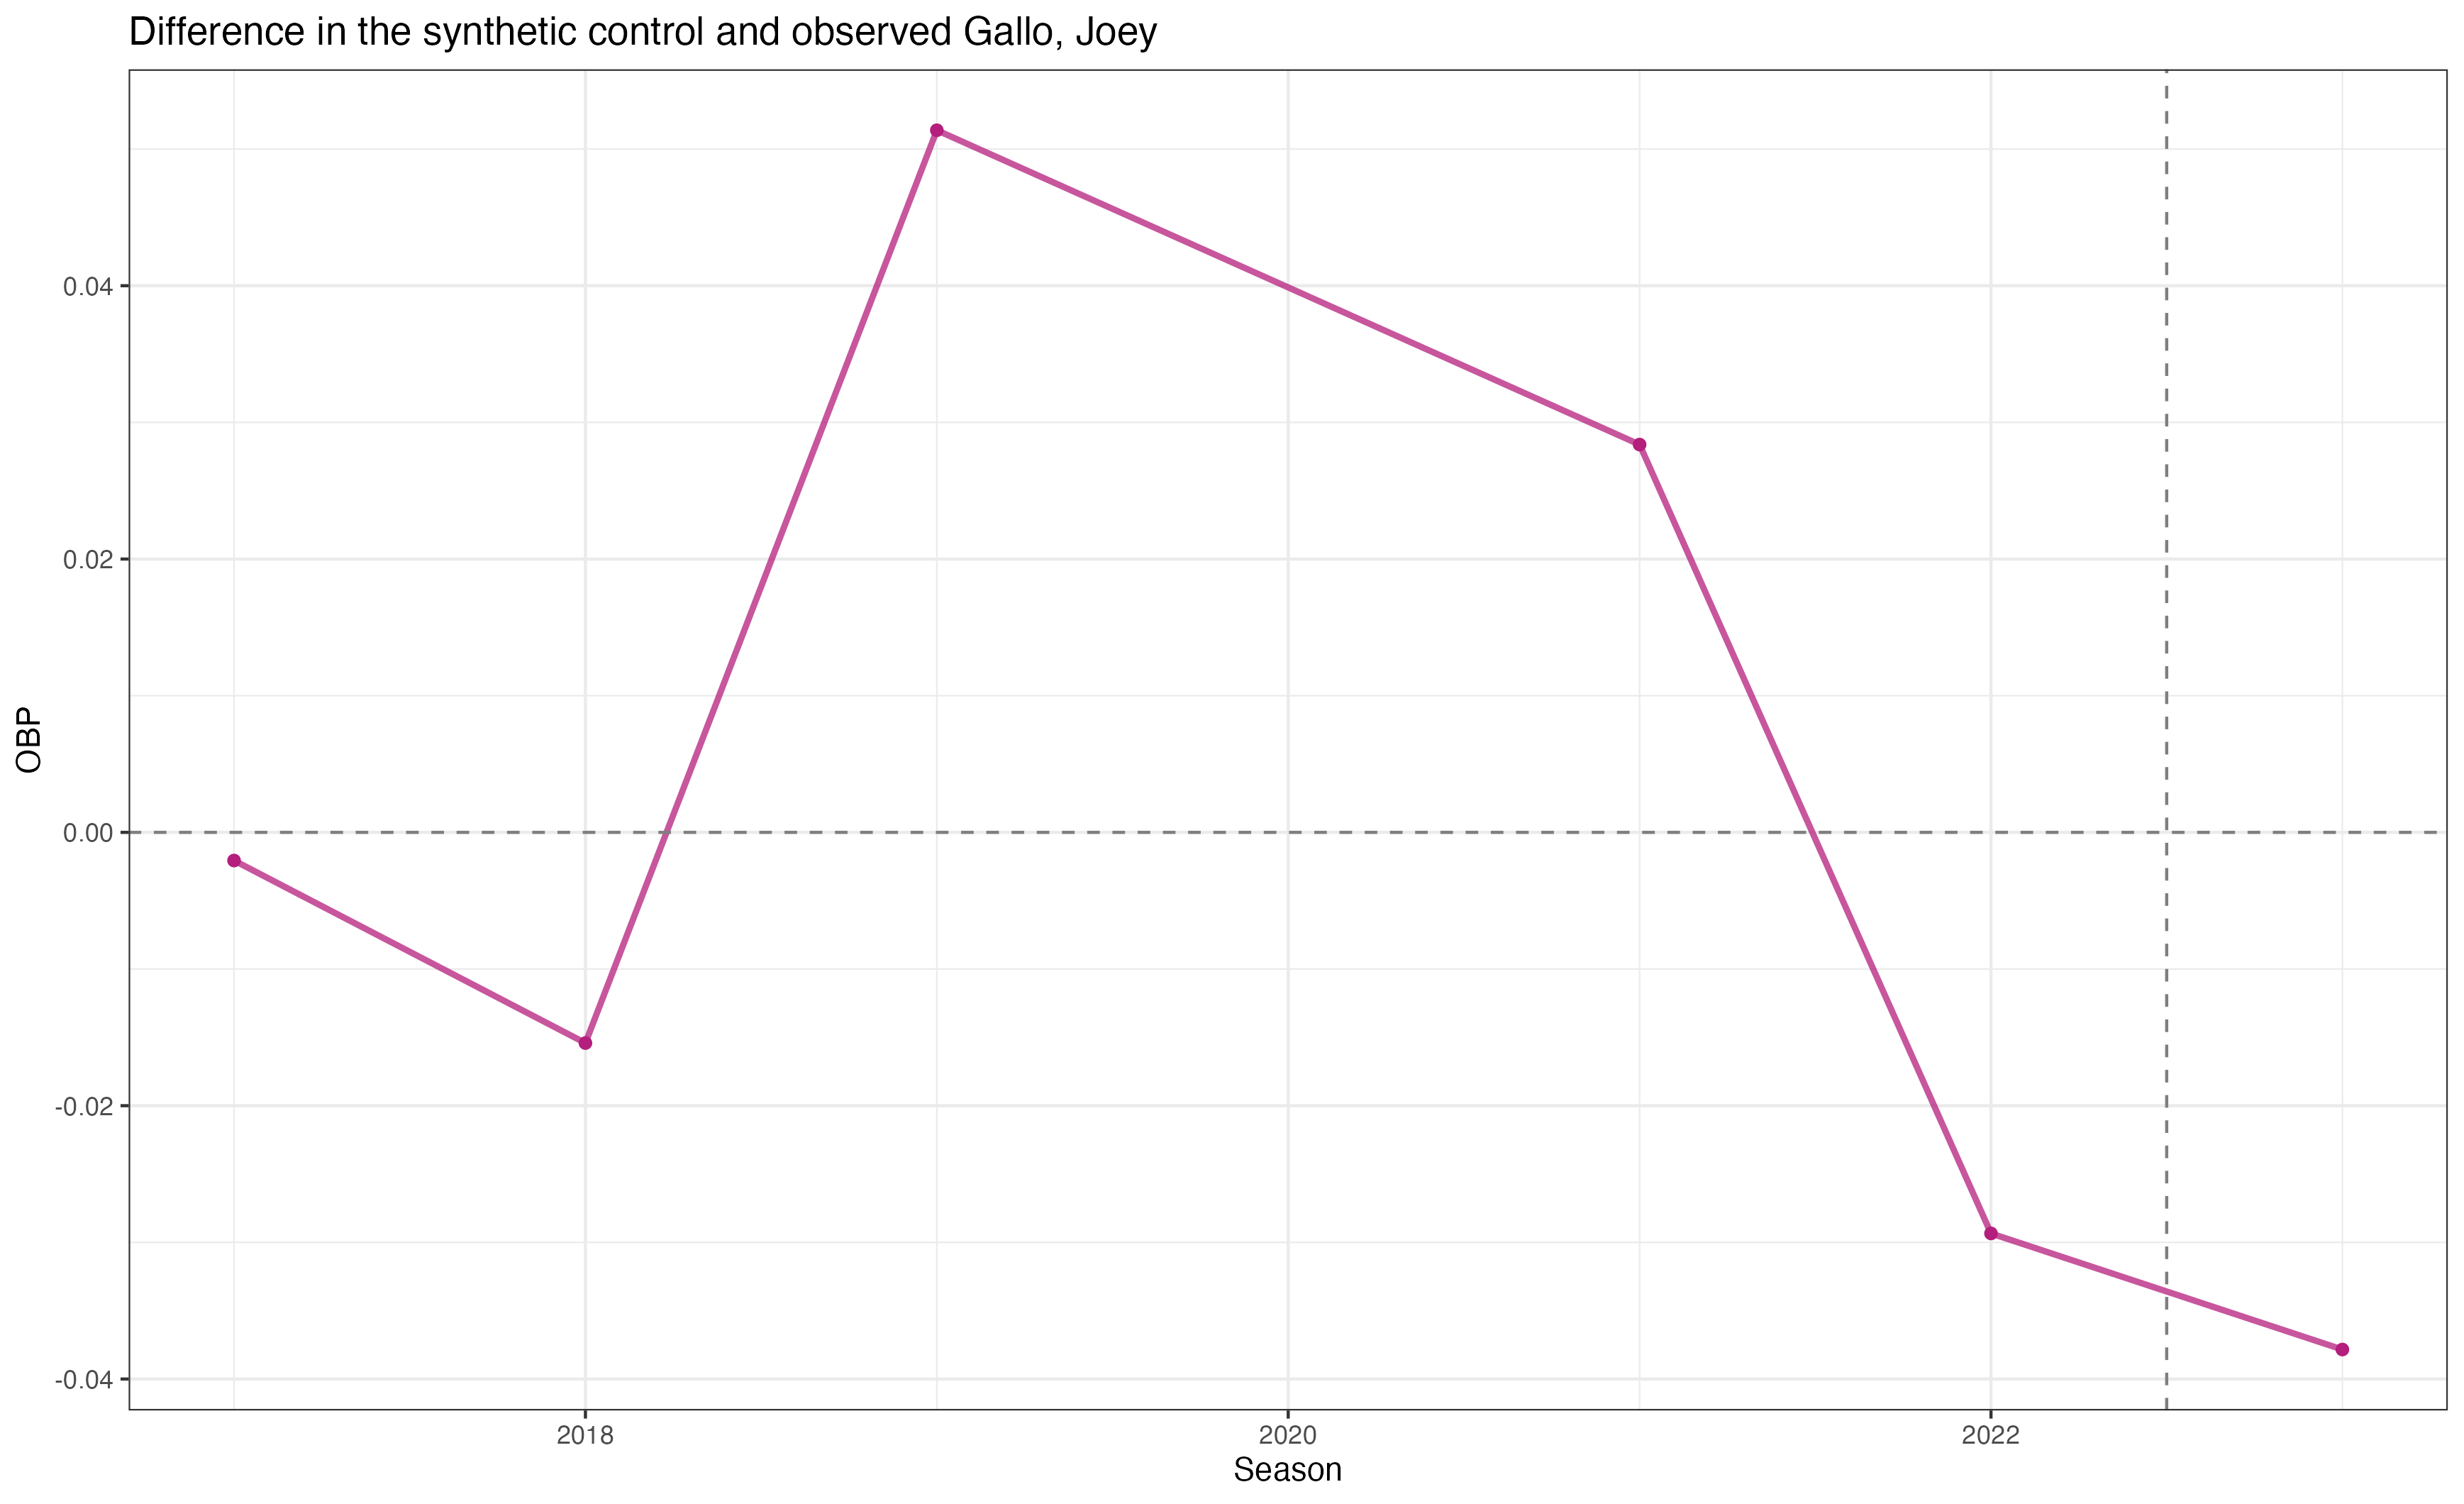 Difference in the synthetic control and observed Gallo, Joey
OBP
0.04
0.02
0.00
-0.02
-0.04
2018
2020
2022
Season